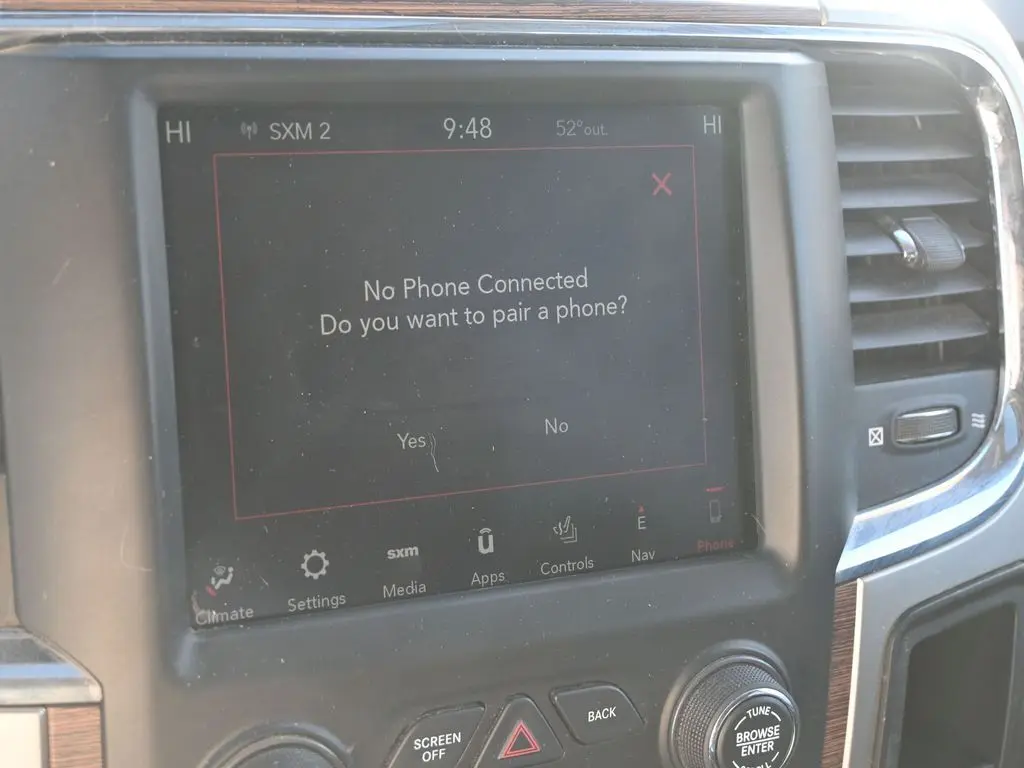 HI SXM 2 9:48 52° out. HI
No Phone Connected
Do you want to pair a phone?
Yes No
sxm E
Climate Settings Media Apps Controls Nav Phone
SCREEN OFF
BACK
TUNE
BROWSE
ENTER